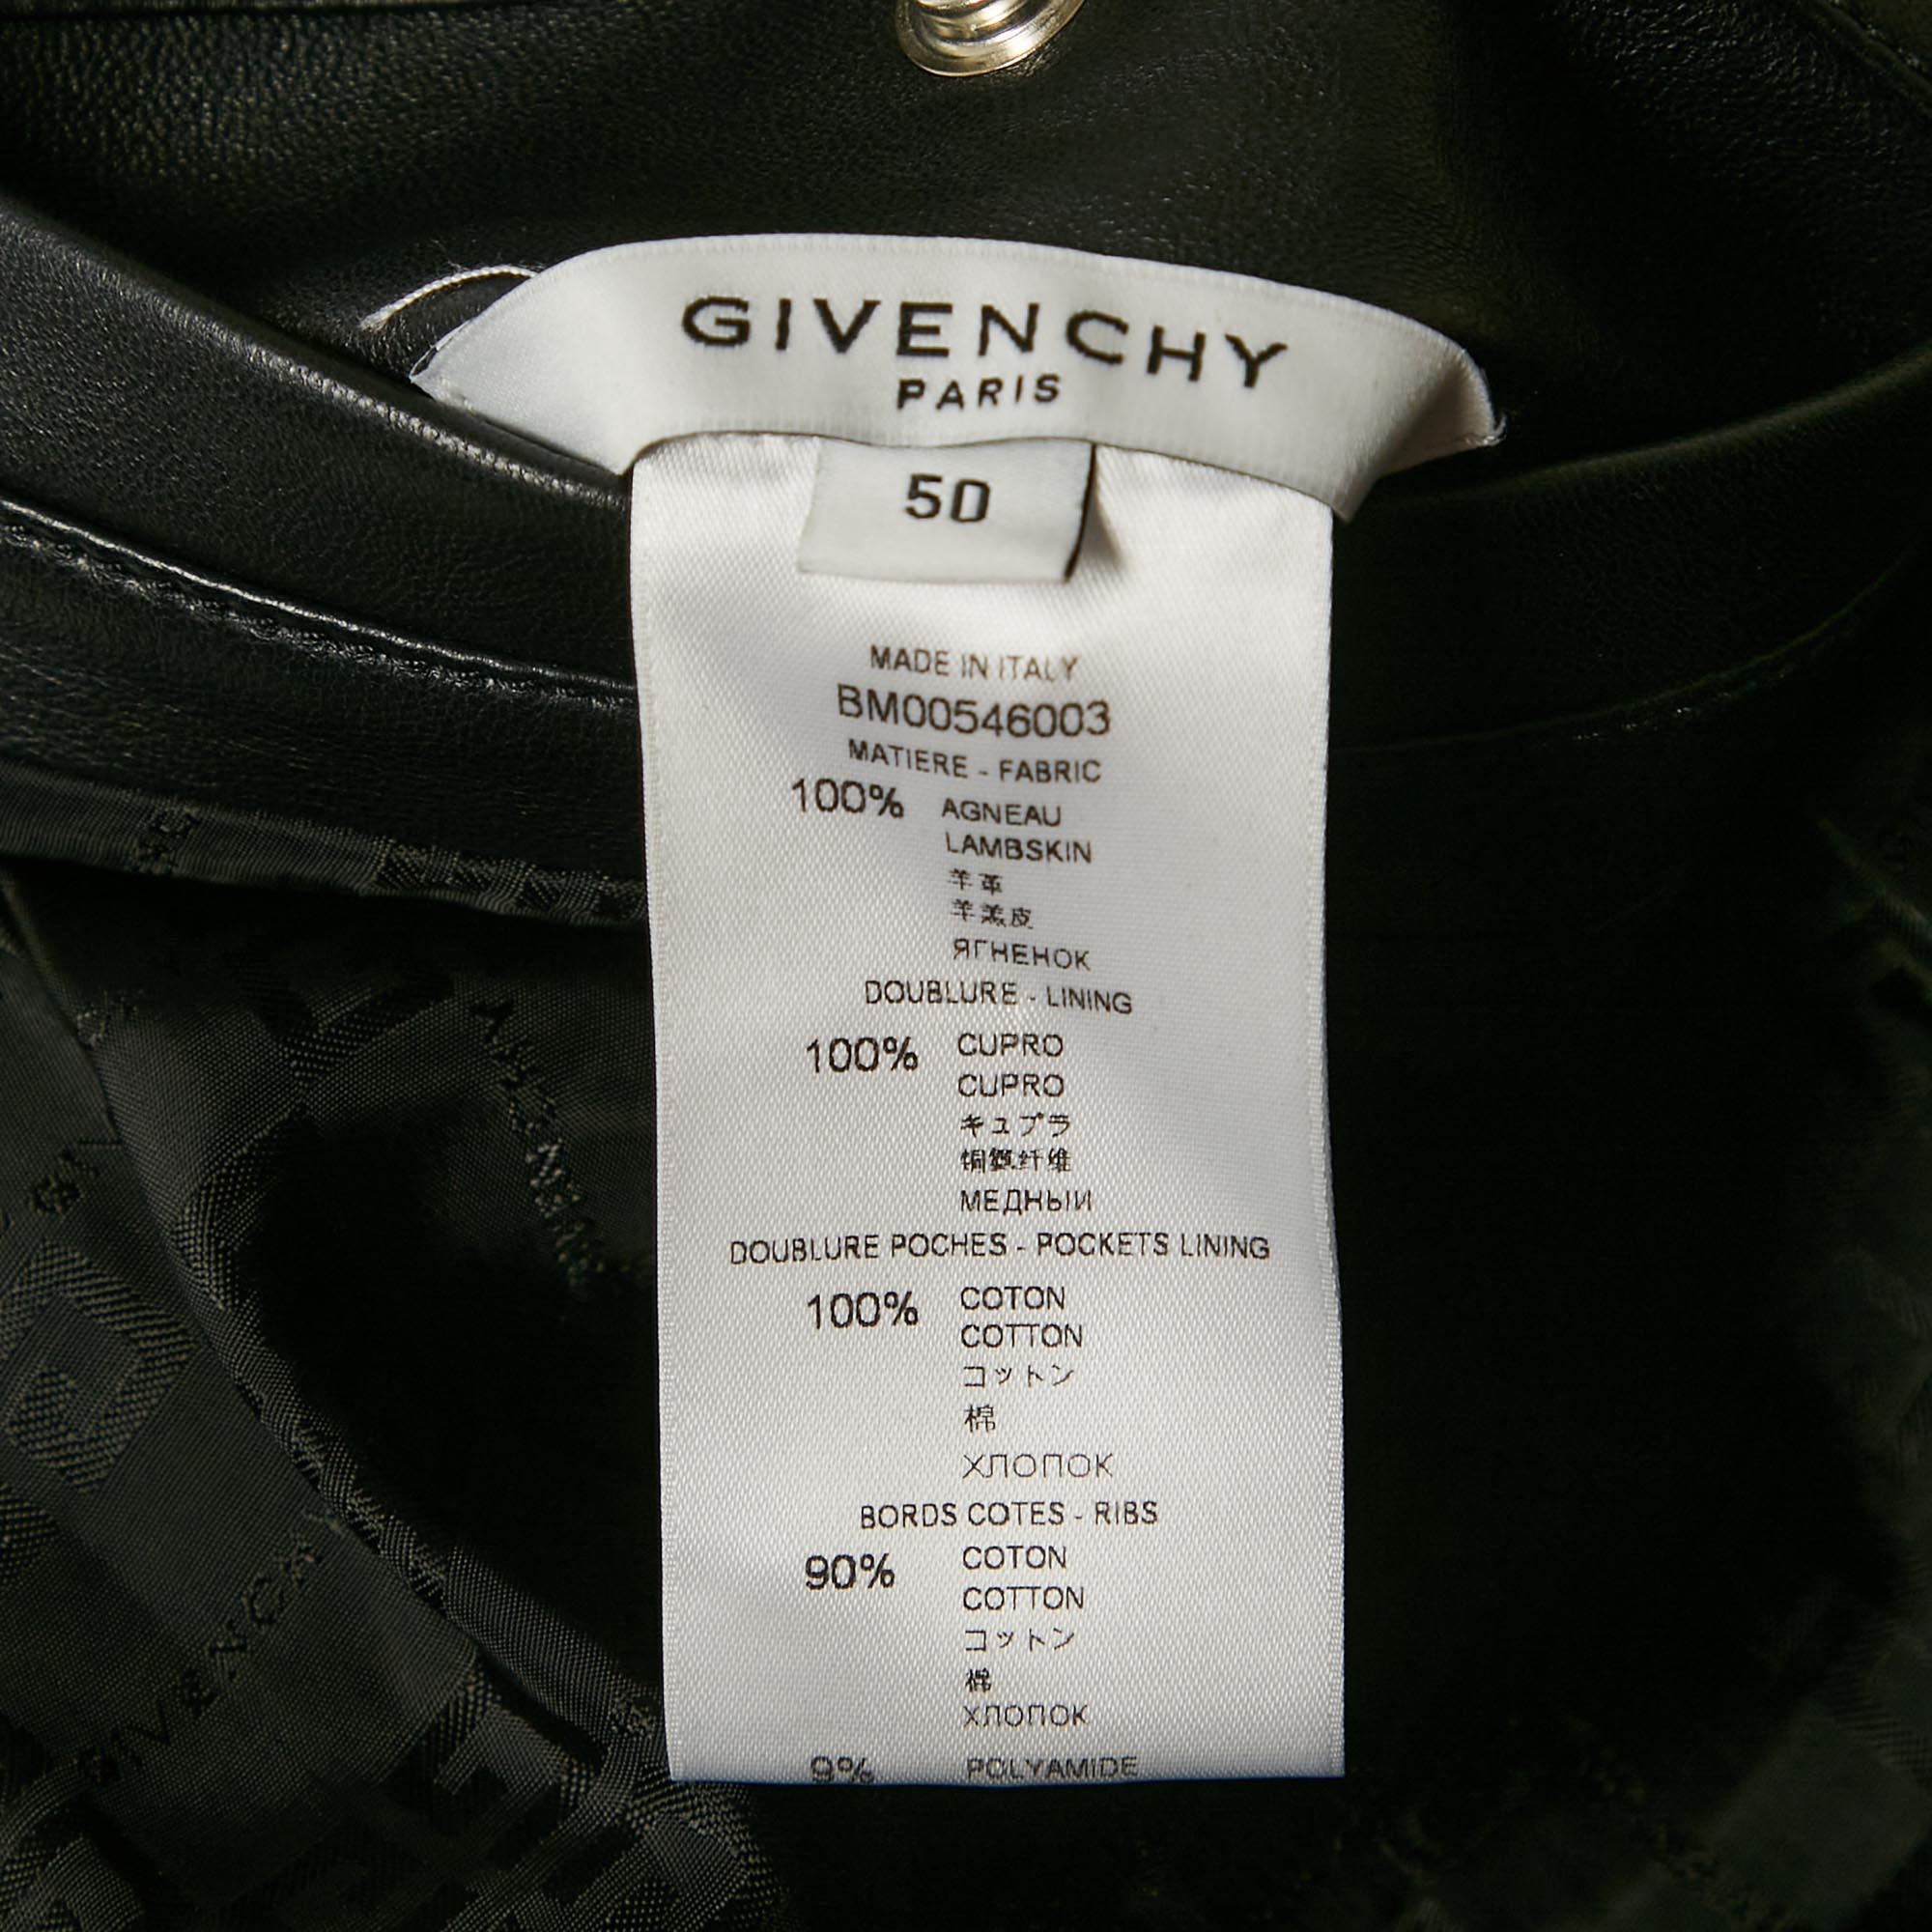 GIVENCHY
PARIS
50
MADE IN ITALY
BM00546003
MATIERE - FABRIC
100% AGNEAU
LAMBSKIN
羊革
羊羔皮
ЯГНЕНОК
DOUBLURE - LINING
100% CUPRO
CUPRO
キュプラ
铜氨纤维
МЕДНЫЙ
DOUBLURE POCHES - POCKETS LINING
100% COTON
COTTON
コットン
棉
ХЛОПОК
BORDS COTES - RIBS
90% COTON
COTTON
コットン
棉
ХЛОПОК
9% POLYAMIDE
GIVENCHY